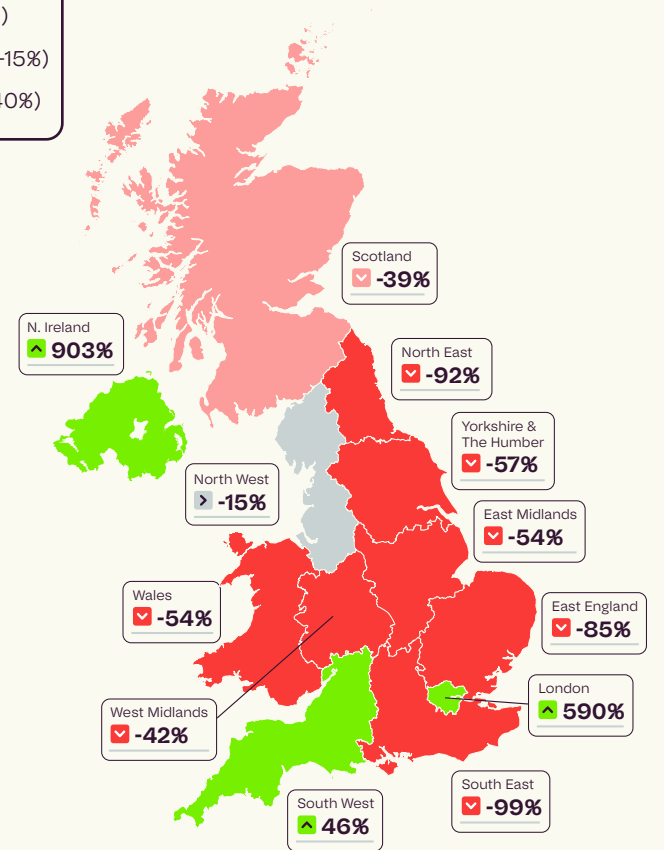 )
-15%)
40%)
Scotland
-39%
N. Ireland
903%
North East
-92%
Yorkshire &
The Humber
-57%
North West
-15%
East Midlands
-54%
Wales
-54%
East England
-85%
London
590%
West Midlands
-42%
South East
-99%
South West
46%